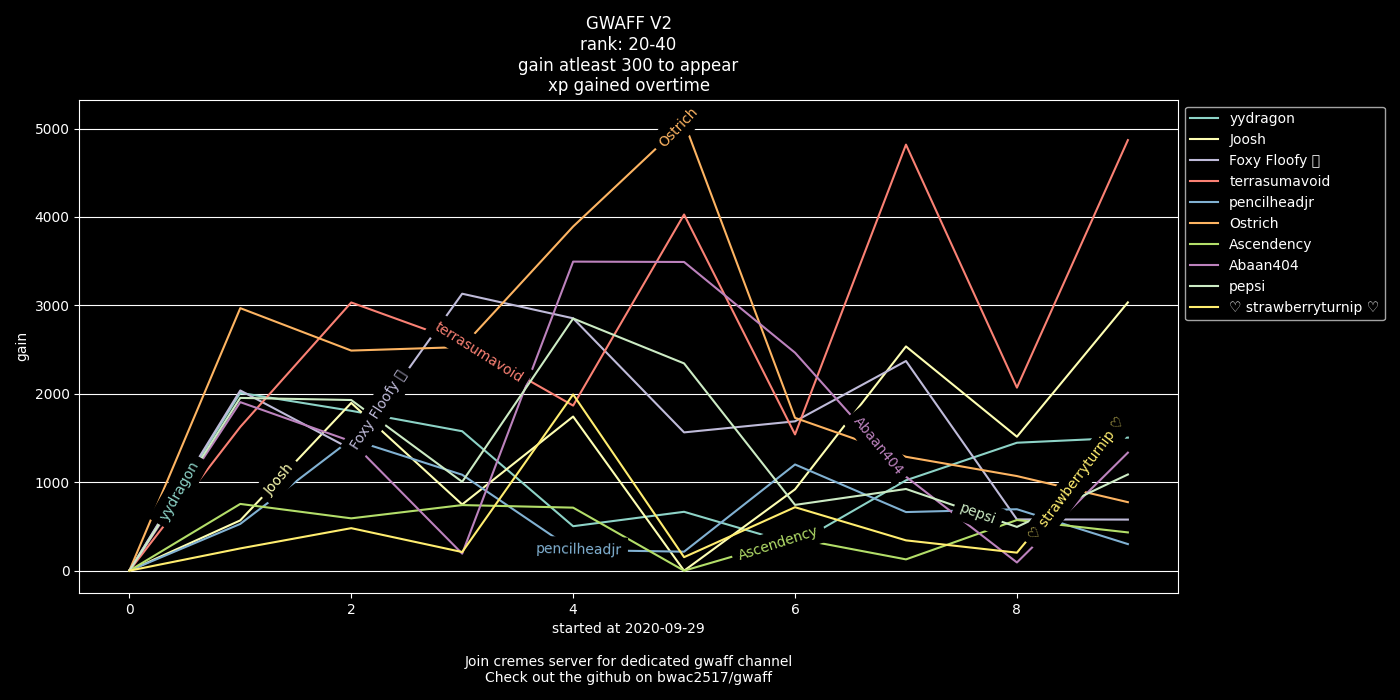 GWAFF V2
rank: 20-40
gain atleast 300 to appear
xp gained overtime
5000
4000
3000
2000
1000
0
gain
0 2 4 6 8
started at 2020-09-29
Join cremes server for dedicated gwaff channel
Check out the github on bwac2517/gwaff
yydragon
Joosh
Foxy Floofy
terrasumavoid
pencilheadjr
Ostrich
Ascendency
Abaan404
pepsi
♡ strawberryturnip ♡
yydragon
Joosh
Foxy Floofy
terrasumavoid
pencilheadjr
Ostrich
Ascendency
Abaan404
pepsi
♡ strawberryturnip ♡